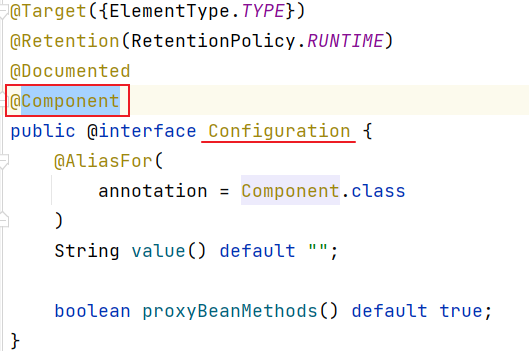 @Target({ElementType.TYPE})
@Retention(RetentionPolicy.RUNTIME)
@Documented
@Component
public @interface Configuration {
    @AliasFor(
        annotation = Component.class
    )
    String value() default "";

    boolean proxyBeanMethods() default true;
}